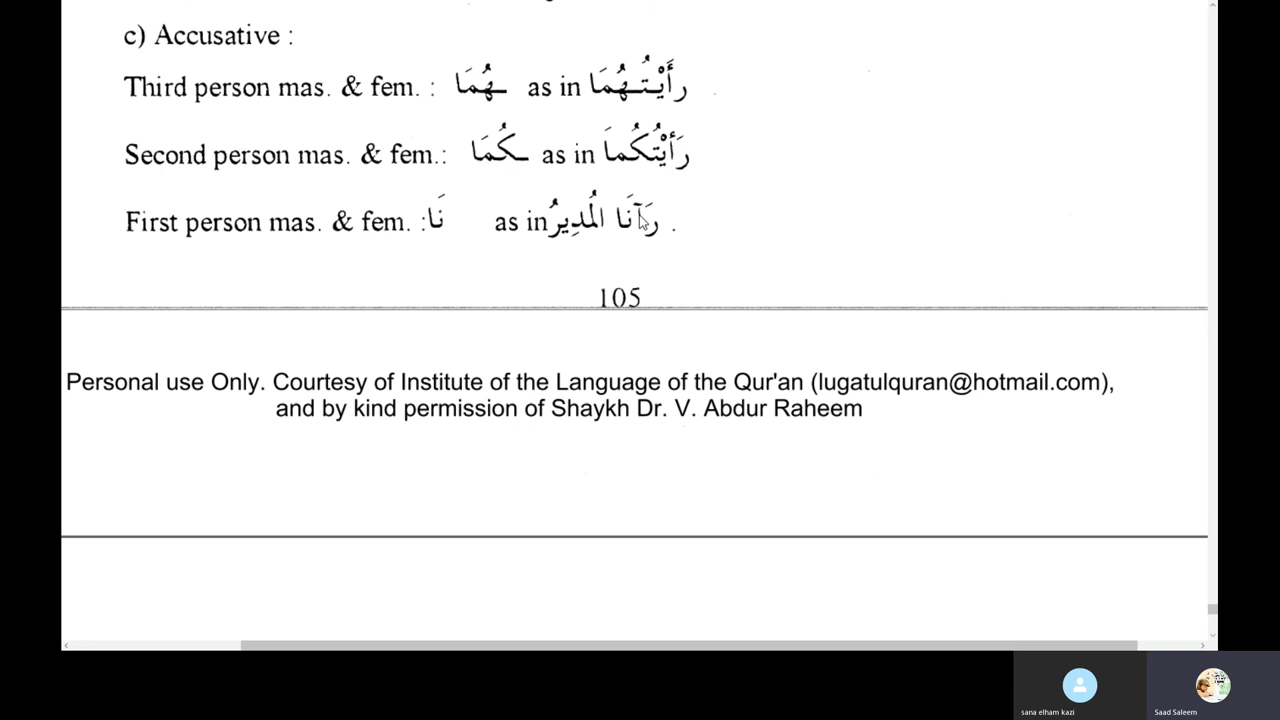 c) Accusative :
Third person mas. & fem. : ـهُمَا as in رَأَيْتُـهُمَا
Second person mas. & fem.: ـكُمَا as in رَأَيْتُكُمَا
First person mas. & fem. : نَا as in رَآنَا الْمُدِيرُ .
105
Personal use Only. Courtesy of Institute of the Language of the Qur'an (lugatulquran@hotmail.com),
and by kind permission of Shaykh Dr. V. Abdur Raheem
sana elham kazi
Saad Saleem